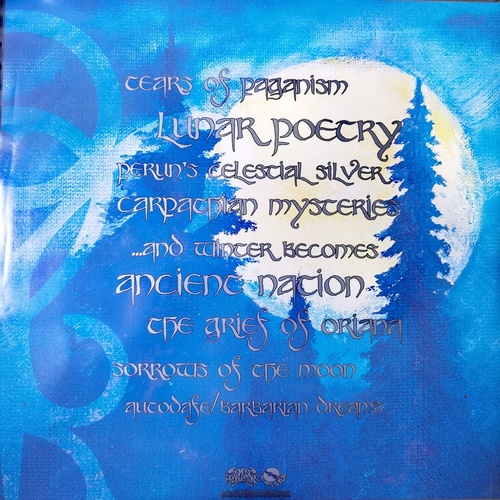 Tears of Paganism
Lunar Poetry
Perun's Celestial Silver
Carpathian Mysteries
...And Winter Becomes
Ancient Nation
The Grief of Oriana
Sorrows of the Moon
Autodafe/Barbarian Dreams